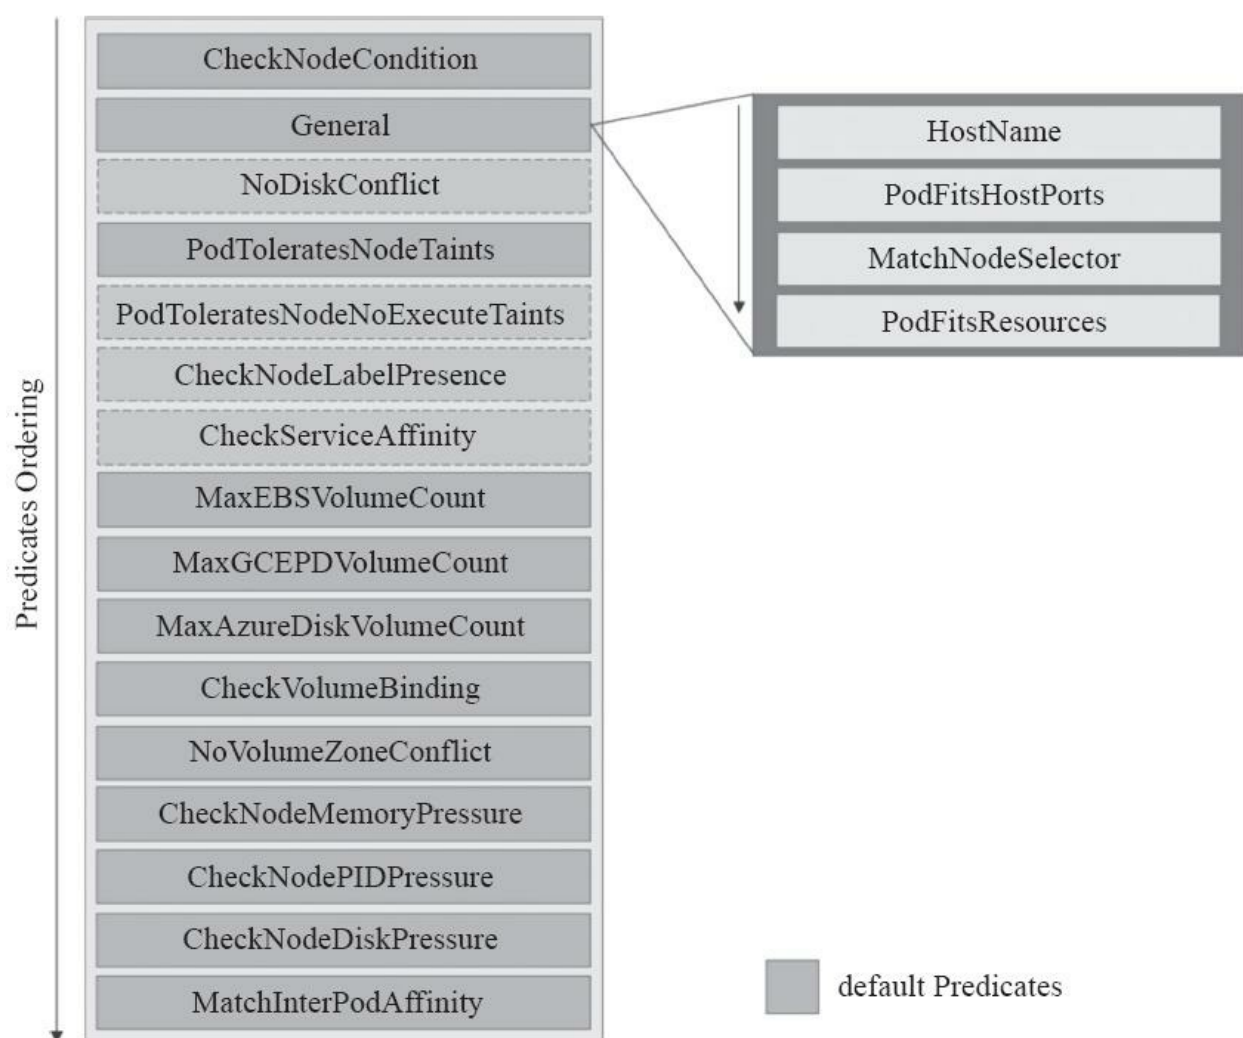 Predicates Ordering
CheckNodeCondition
General
NoDiskConflict
PodToleratesNodeTaints
PodToleratesNodeNoExecuteTaints
CheckNodeLabelPresence
CheckServiceAffinity
MaxEBSVolumeCount
MaxGCEPDVolumeCount
MaxAzureDiskVolumeCount
CheckVolumeBinding
NoVolumeZoneConflict
CheckNodeMemoryPressure
CheckNodePIDPressure
CheckNodeDiskPressure
MatchInterPodAffinity
HostName
PodFitsHostPorts
MatchNodeSelector
PodFitsResources
default Predicates